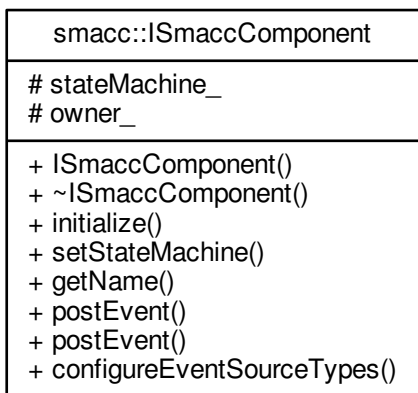 smacc::ISmaccComponent
# stateMachine_
# owner_
+ ISmaccComponent()
+ ~ISmaccComponent()
+ initialize()
+ setStateMachine()
+ getName()
+ postEvent()
+ postEvent()
+ configureEventSourceTypes()